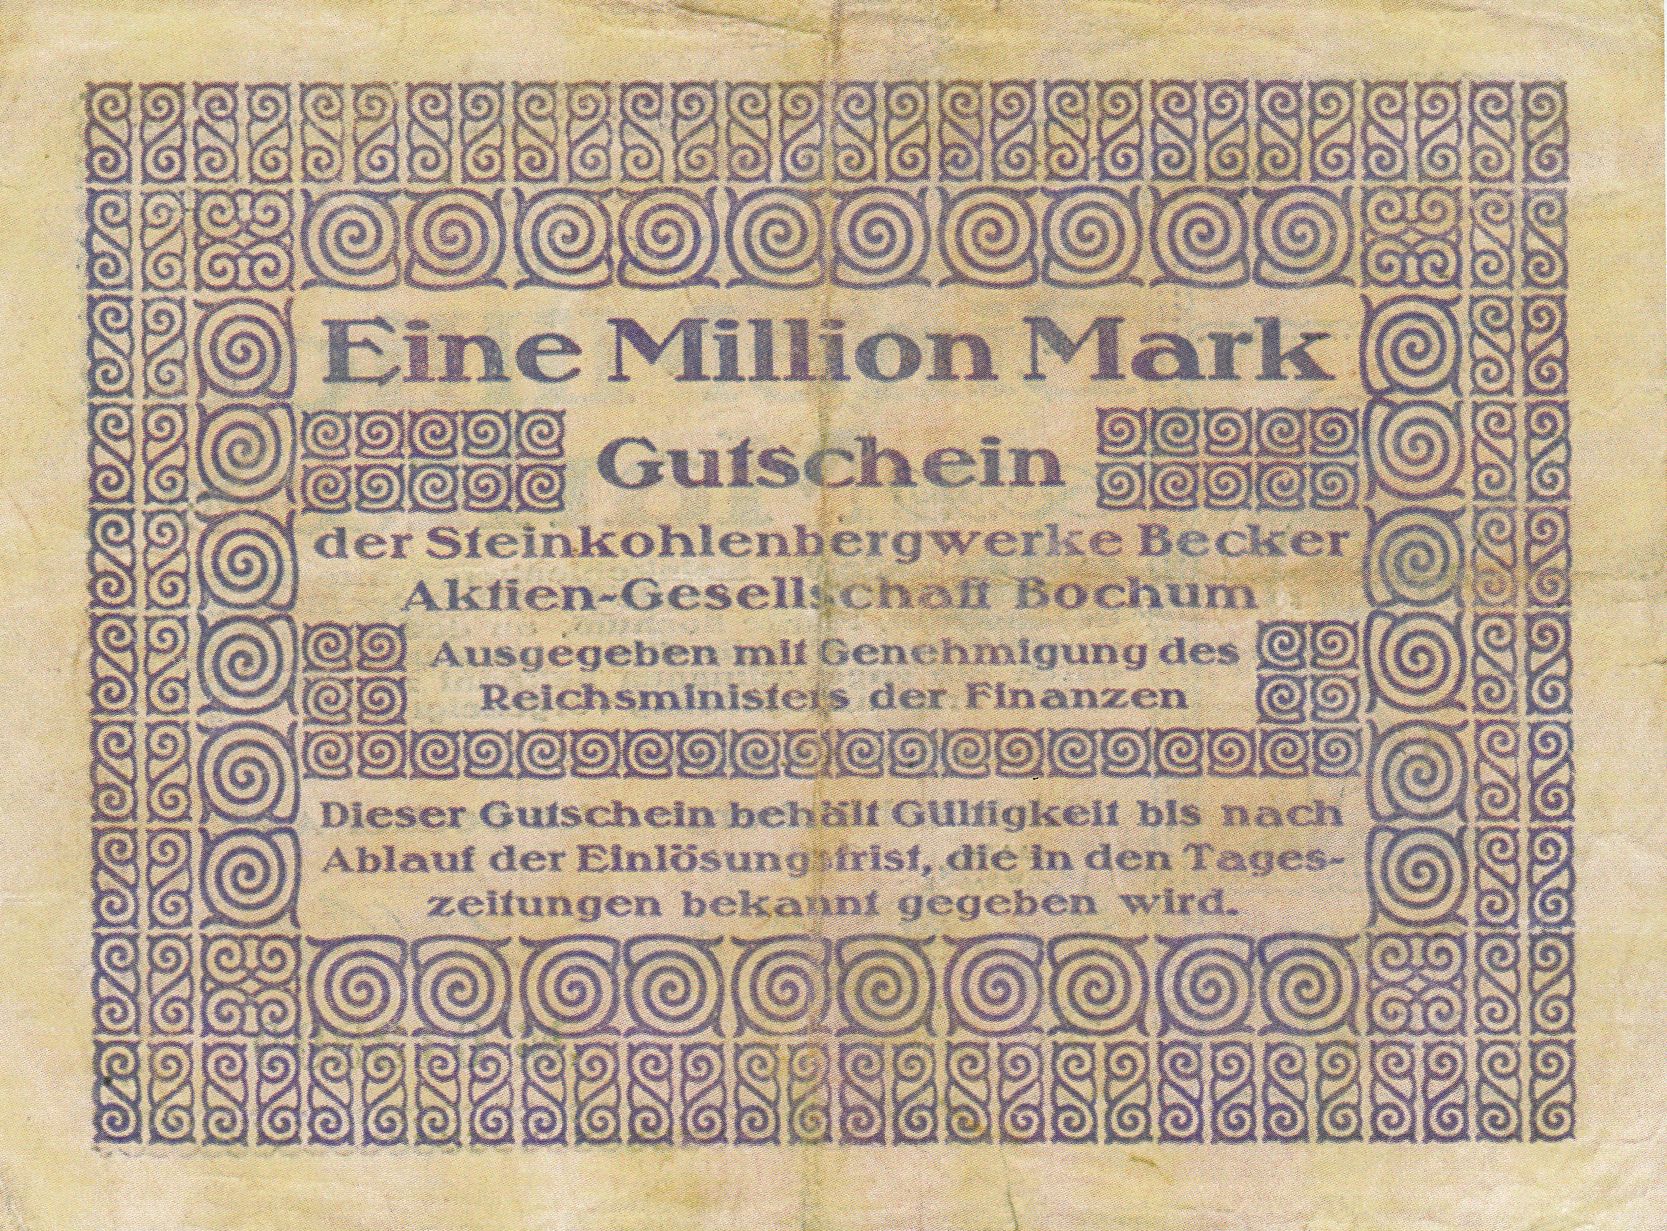 Eine Million Mark
Gutschein
der Steinkohlenbergwerke Becker
Aktien-Gesellschaft Bochum
Ausgegeben mit Genehmigung des
Reichsministers der Finanzen
Dieser Gutschein behält Gültigkeit bis nach
Ablauf der Einlösungsfrist, die in den Tages-
zeitungen bekannt gegeben wird.